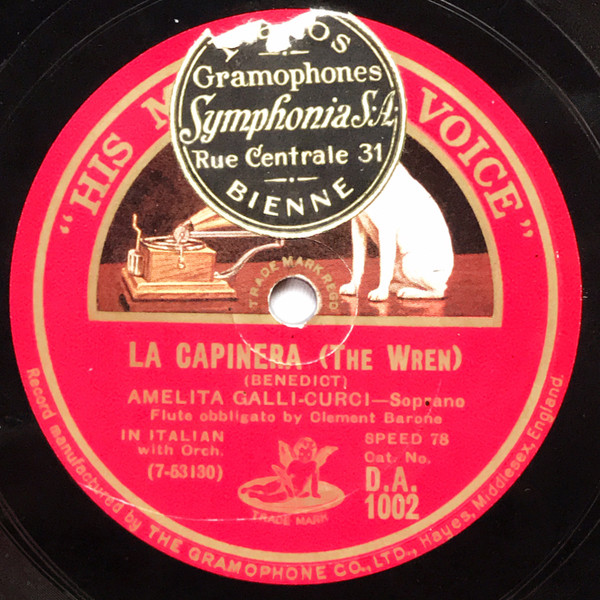 Pianos
Gramophones
Symphonia S.A.
Rue Centrale 31
BIENNE
"HIS M VOICE"
TRADE MARK REGD
LA CAPINERA (THE WREN)
(BENEDICT)
AMELITA GALLI-CURCI—Soprano
Flute obbligato by Clement Barone
IN ITALIAN
with Orch.
(7-53130)
SPEED 78
Cat. No.
D.A.
1002
TRADE MARK
Record manufactured by THE GRAMOPHONE CO., LTD., Hayes, Middlesex, England.